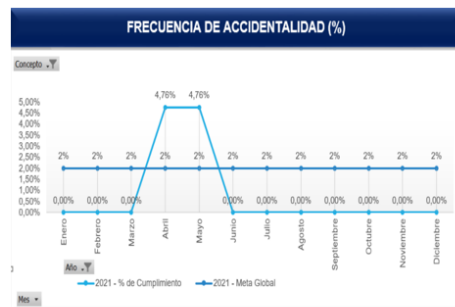 FRECUENCIA DE ACCIDENTALIDAD (%)
Concepto
4,76% 4,76%
5,00%
4,50%
4,00%
3,50%
3,00%
2,50%
2,00%
1,50%
1,00%
0,50%
0,00%
2% 2% 2% 2% 2% 2% 2% 2% 2% 2% 2% 2%
0,00% 0,00% 0,00% 0,00% 0,00% 0,00% 0,00% 0,00% 0,00% 0,00%
Enero Febrero Marzo Abril Mayo Junio Julio Agosto Septiembre Octubre Noviembre Diciembre
Año
2021 - % de Cumplimiento 2021 - Meta Global
Mes